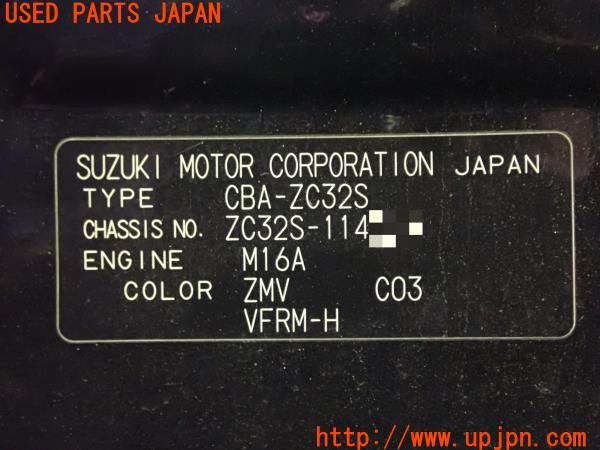 USED PARTS JAPAN
SUZUKI MOTOR CORPORATION JAPAN
TYPE CBA-ZC32S
CHASSIS NO. ZC32S-114
ENGINE M16A
COLOR ZMV C03
VFRM-H
http://www.upjpn.com/